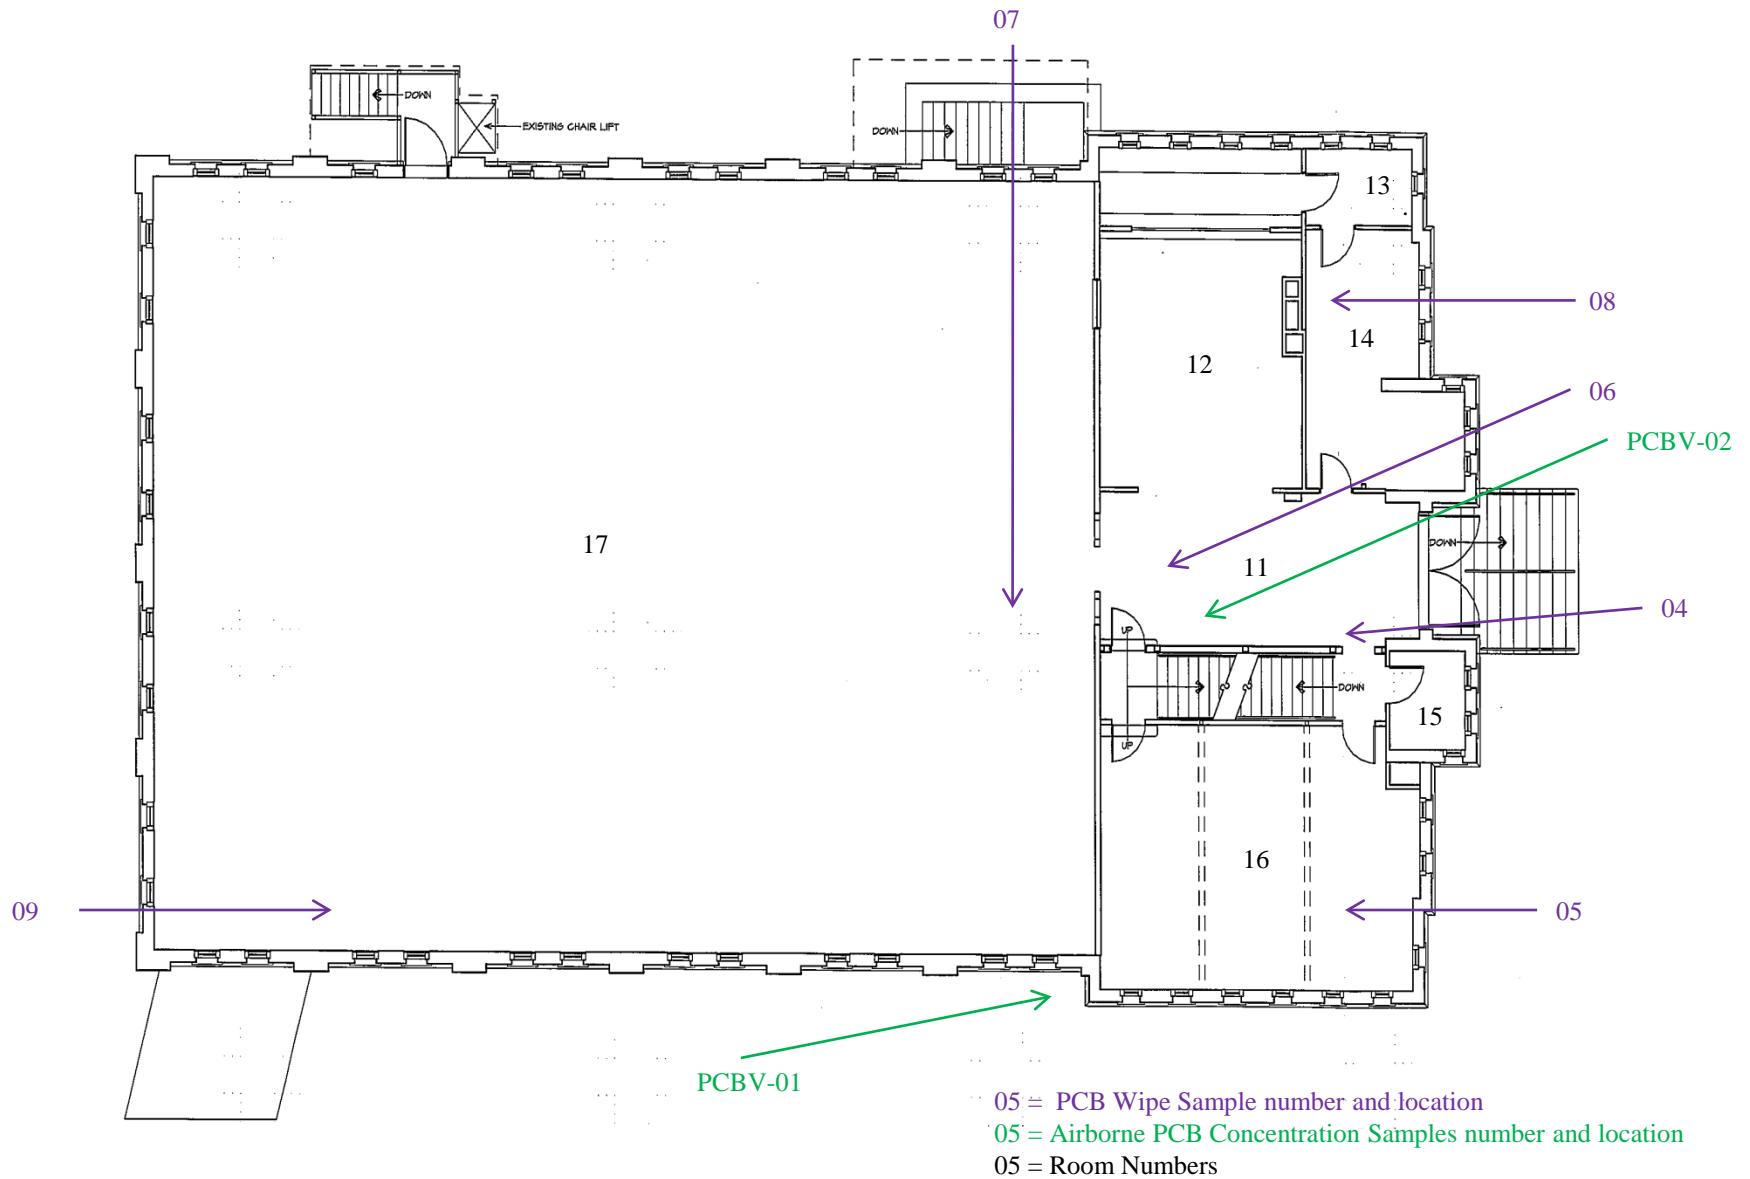 07
DOWN
EXISTING CHAIR LIFT
DOWN
13
08
14
12
06
PCBV-02
17
DOWN
11
04
UP
DOWN
15
UP
16
09
05
PCBV-01
05 = PCB Wipe Sample number and location
05 = Airborne PCB Concentration Samples number and location
05 = Room Numbers